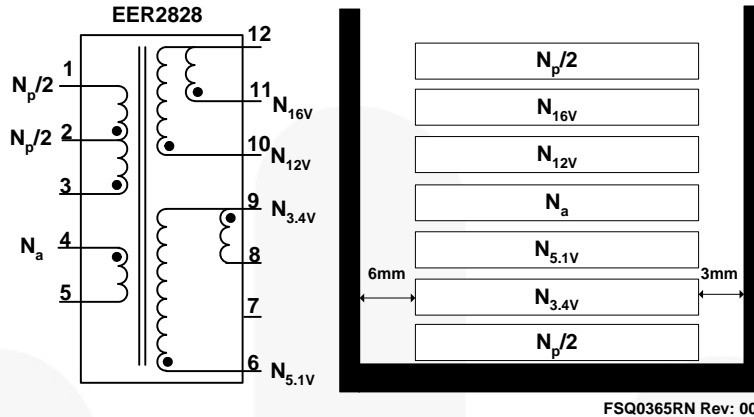 EER2828
1
Np/2
2
Np/2
3
4
Na
5
12
11
N16V
10
N12V
9
N3.4V
8
7
6
N5.1V
Np/2
N16V
N12V
Na
N5.1V
N3.4V
Np/2
6mm
3mm
FSQ0365RN Rev: 00